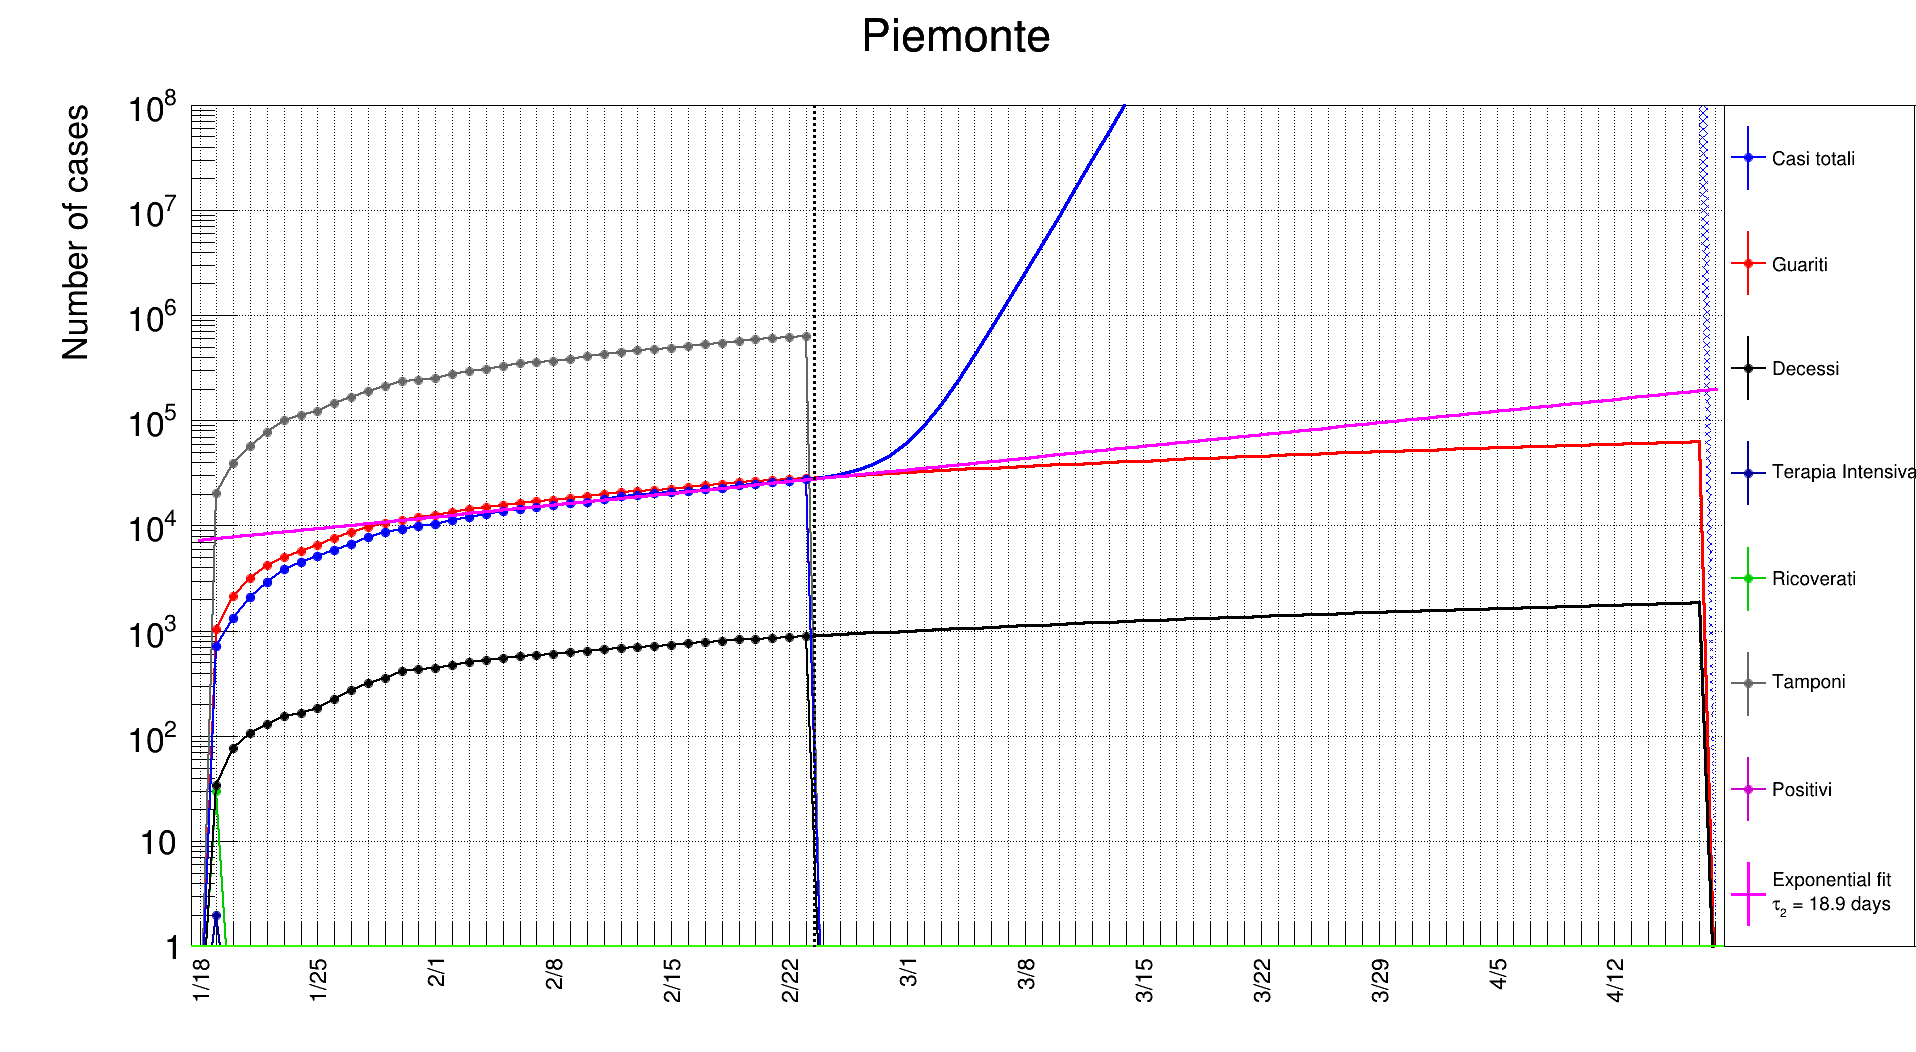 Piemonte
Number of cases
10^8
10^7
10^6
10^5
10^4
10^3
10^2
10
1
1/18
1/25
2/1
2/8
2/15
2/22
3/1
3/8
3/15
3/22
3/29
4/5
4/12
Casi totali
Guariti
Decessi
Terapia Intensiva
Ricoverati
Tamponi
Positivi
Exponential fit
τ₂ = 18.9 days